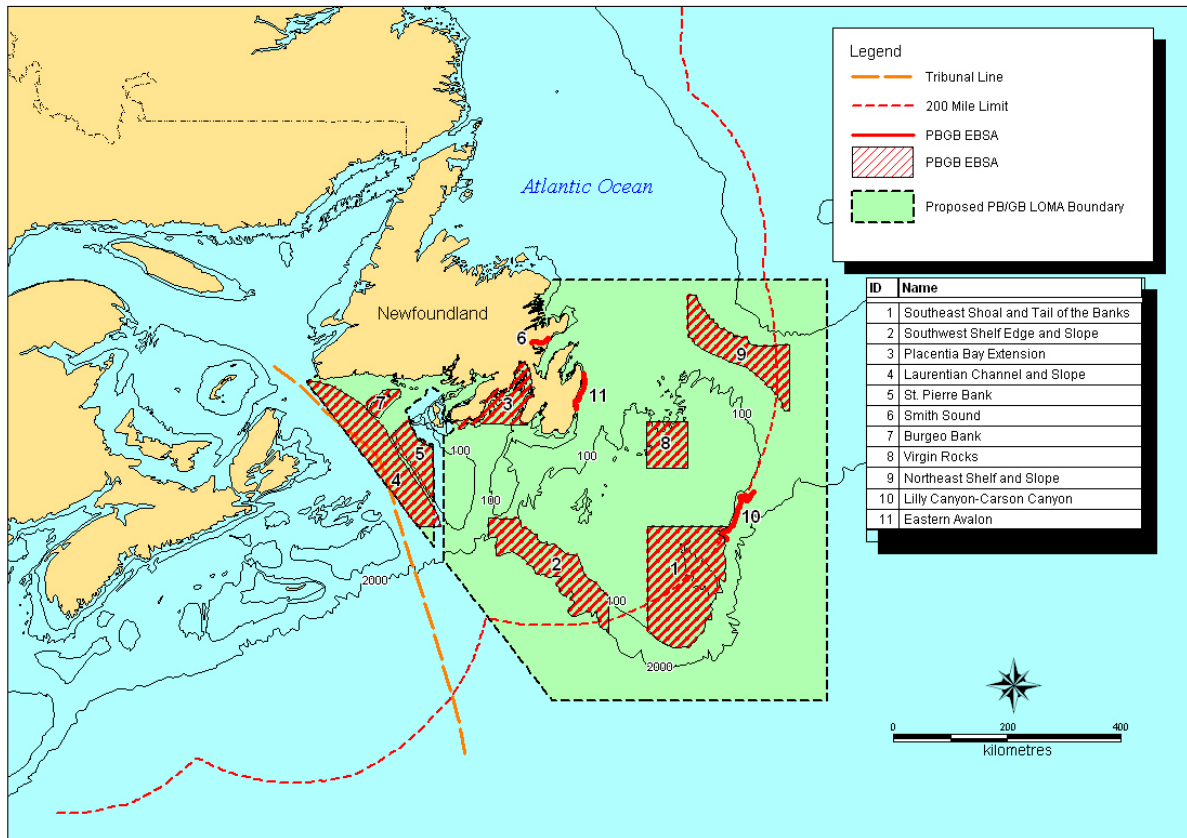 Legend
Tribunal Line
200 Mile Limit
PBGB EBSA
PBGB EBSA
Proposed PB/GB LOMA Boundary
Atlantic Ocean
Newfoundland
ID Name
1 Southeast Shoal and Tail of the Banks
2 Southwest Shelf Edge and Slope
3 Placentia Bay Extension
4 Laurentian Channel and Slope
5 St. Pierre Bank
6 Smith Sound
7 Burgeo Bank
8 Virgin Rocks
9 Northeast Shelf and Slope
10 Lilly Canyon-Carson Canyon
11 Eastern Avalon
6
9
7
3
11
100
8
5
100
100
4
100
10
2
1
2000
100
2000
0 200 400
kilometres